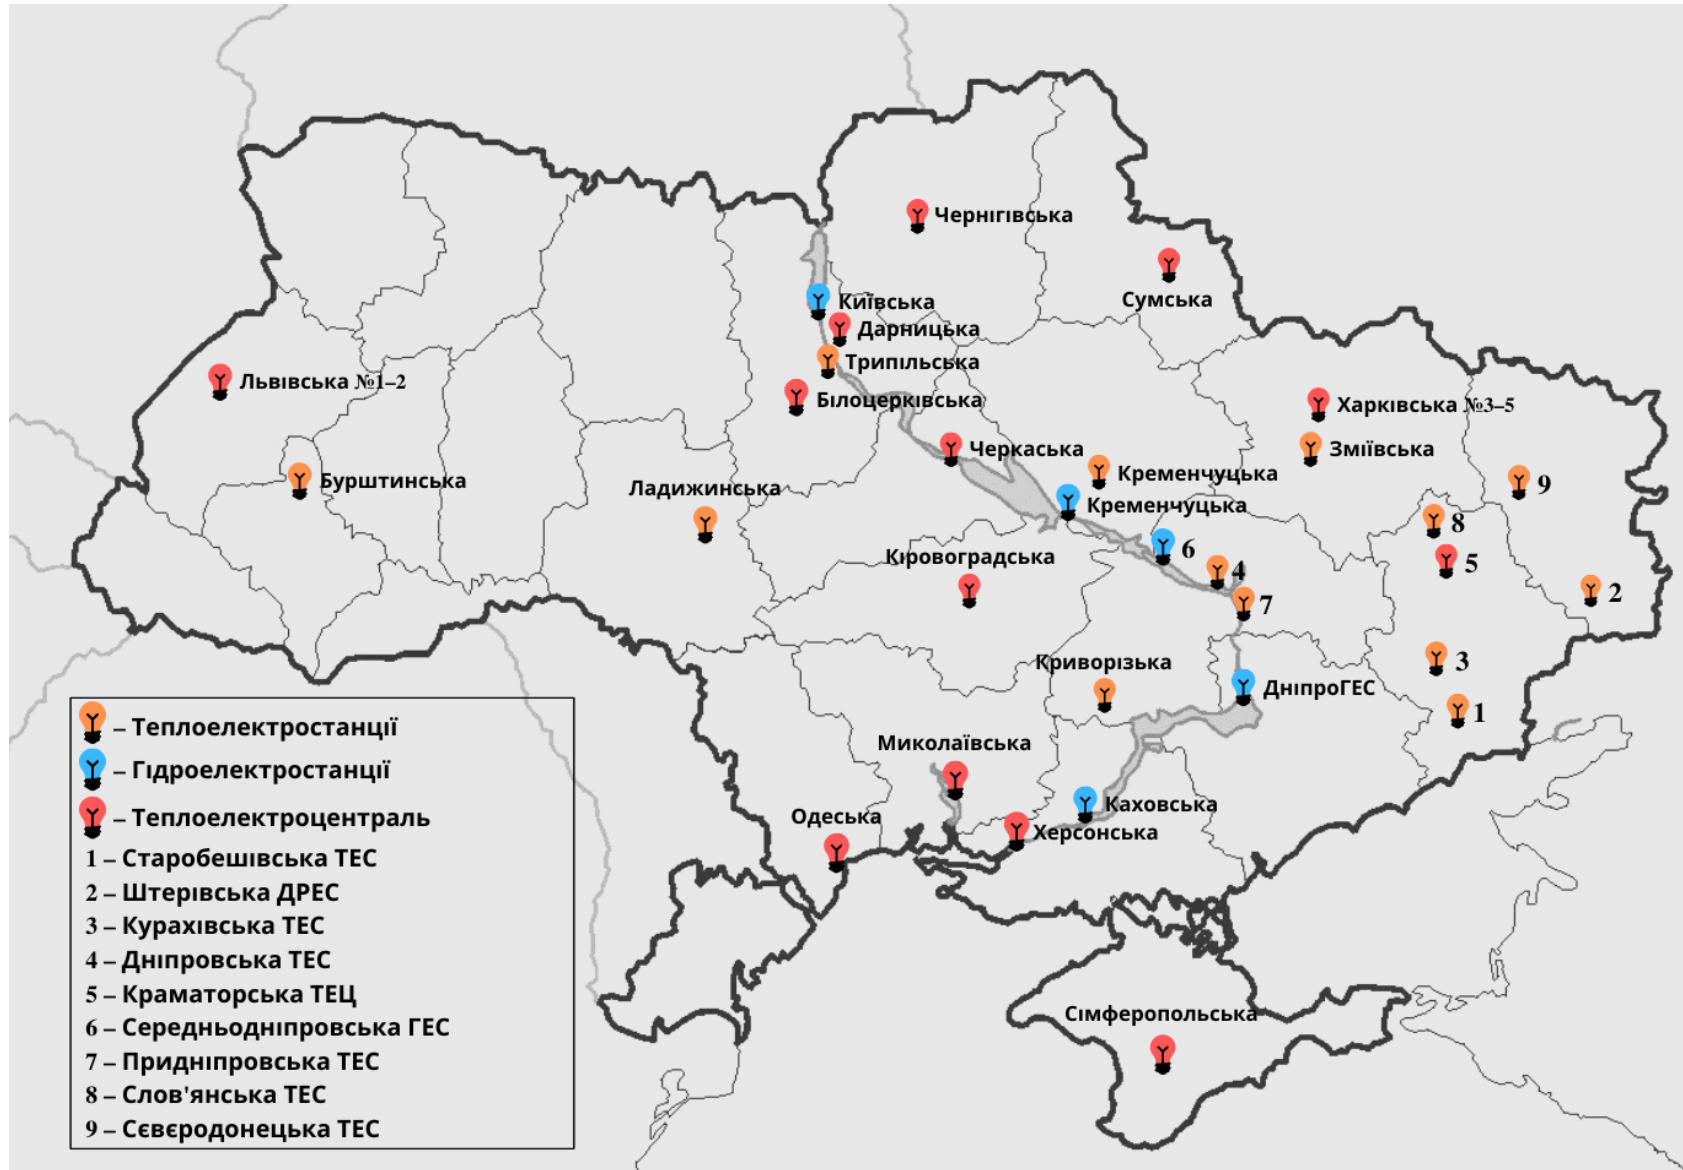 Чернігівська
Сумська
Київська
Дарницька
Трипільська
Білоцерківська
Львівська №1–2
Харківська №3–5
Зміївська
Черкаська
Кременчуцька
Кременчуцька
Бурштинська
Ладижинська
9
8
6
5
4
2
7
Кіровоградська
Криворізька
3
ДніпроГЕС
1
Миколаївська
Каховська
Одеська
Херсонська
Сімферопольська
– Теплоелектростанції
– Гідроелектростанції
– Теплоелектроцентраль
1 – Старобешівська ТЕС
2 – Штерівська ДРЕС
3 – Курахівська ТЕС
4 – Дніпровська ТЕС
5 – Краматорська ТЕЦ
6 – Середньодніпровська ГЕС
7 – Придніпровська ТЕС
8 – Слов'янська ТЕС
9 – Сєвєродонецька ТЕС